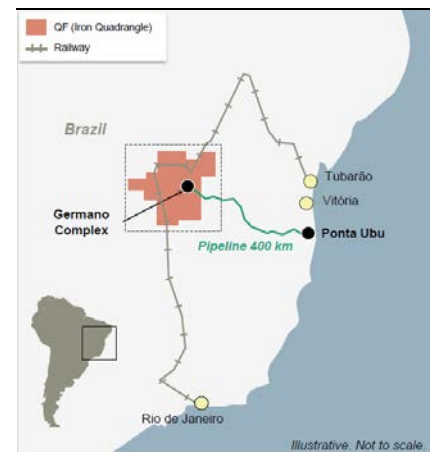 QF (Iron Quadrangle)
Railway
Brazil
Tubarão
Vitória
Germano
Complex
Ponta Ubu
Pipeline 400 km
Rio de Janeiro
Illustrative. Not to scale.